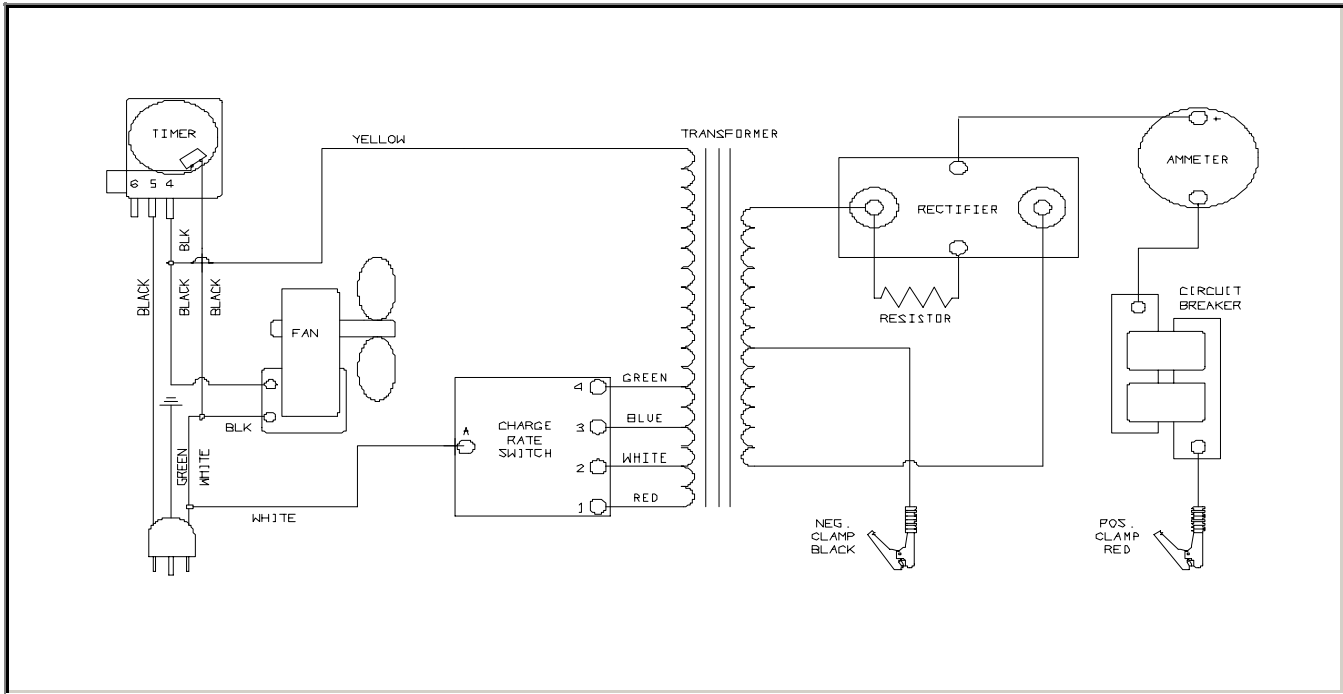 TIMER
6 5 4
BLK
BLACK
BLACK
BLACK
YELLOW
FAN
BLK
GREEN
WHITE
WHITE
A
CHARGE
RATE
SWITCH
4
3
2
1
GREEN
BLUE
WHITE
RED
TRANSFORMER
RECTIFIER
RESISTOR
+
AMMETER
CIRCUIT
BREAKER
NEG.
CLAMP
BLACK
POS.
CLAMP
RED